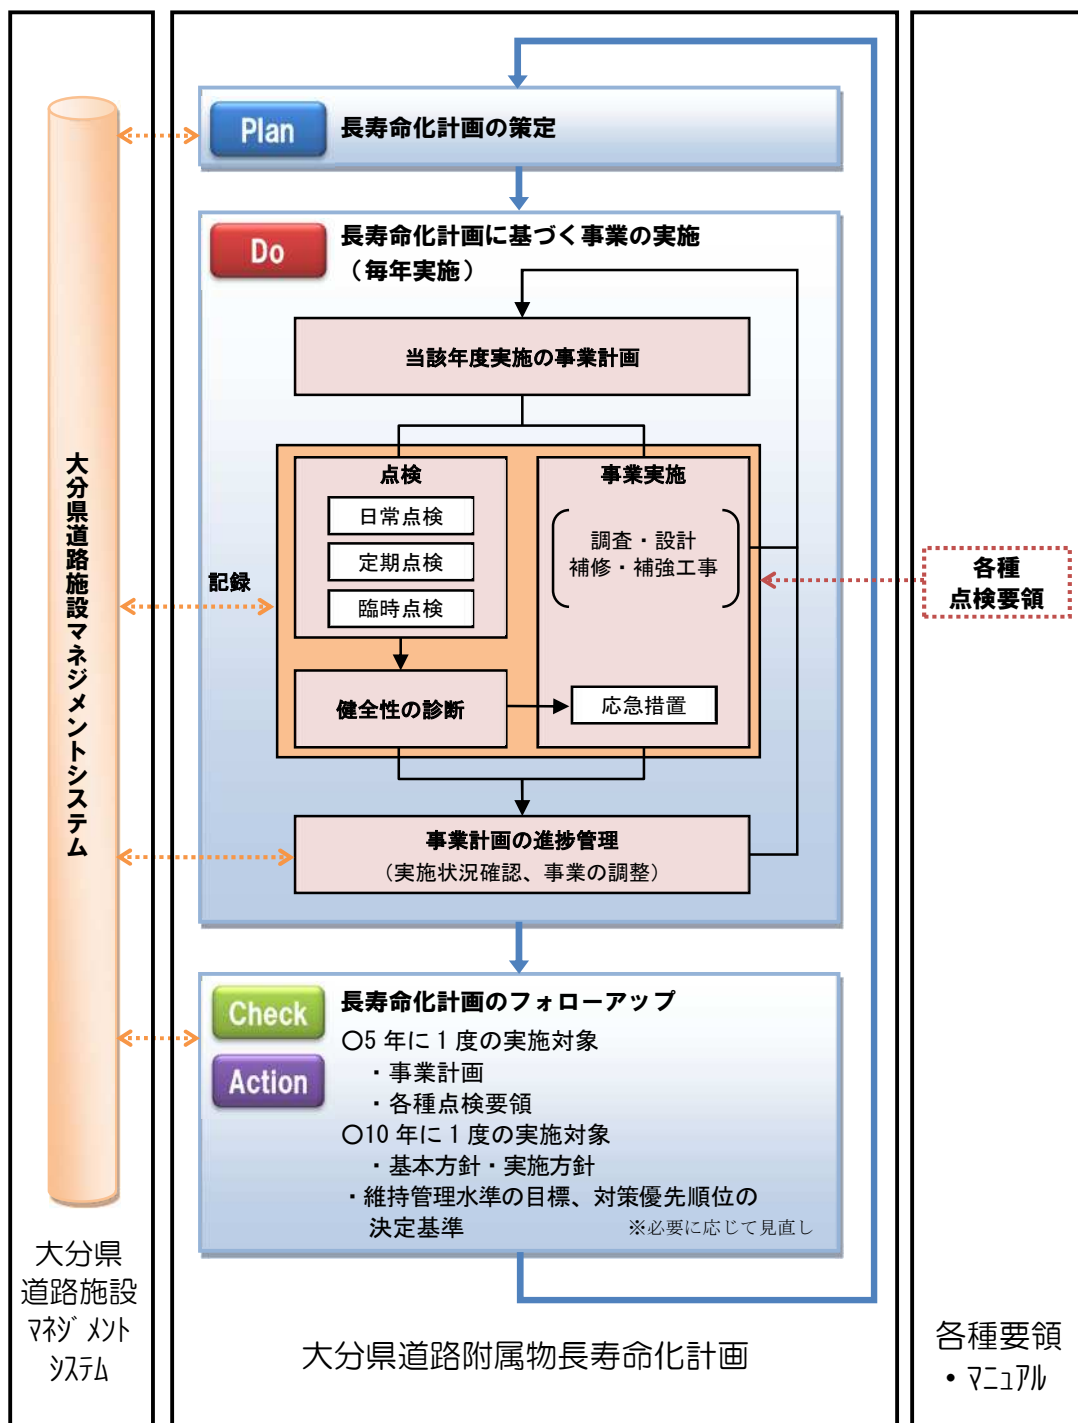 Plan
長寿命化計画の策定
Do
長寿命化計画に基づく事業の実施
（毎年実施）
当該年度実施の事業計画
点検
日常点検
定期点検
臨時点検
健全性の診断
事業実施
調査・設計
補修・補強工事
応急措置
事業計画の進捗管理
（実施状況確認、事業の調整）
記録
大分県道路施設マネジメントシステム
各種
点検要領
Check
Action
長寿命化計画のフォローアップ
○5年に1度の実施対象
・事業計画
・各種点検要領
○10年に1度の実施対象
・基本方針・実施方針
・維持管理水準の目標、対策優先順位の
決定基準
※必要に応じて見直し
大分県
道路施設
ﾏﾈｼﾞﾒﾝﾄ
ｼｽﾃﾑ
大分県道路附属物長寿命化計画
各種要領
・ﾏﾆｭｱﾙ